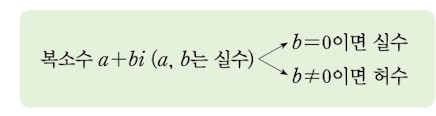 복소수 a+bi (a, b는 실수)
b=0이면 실수
b≠0이면 허수